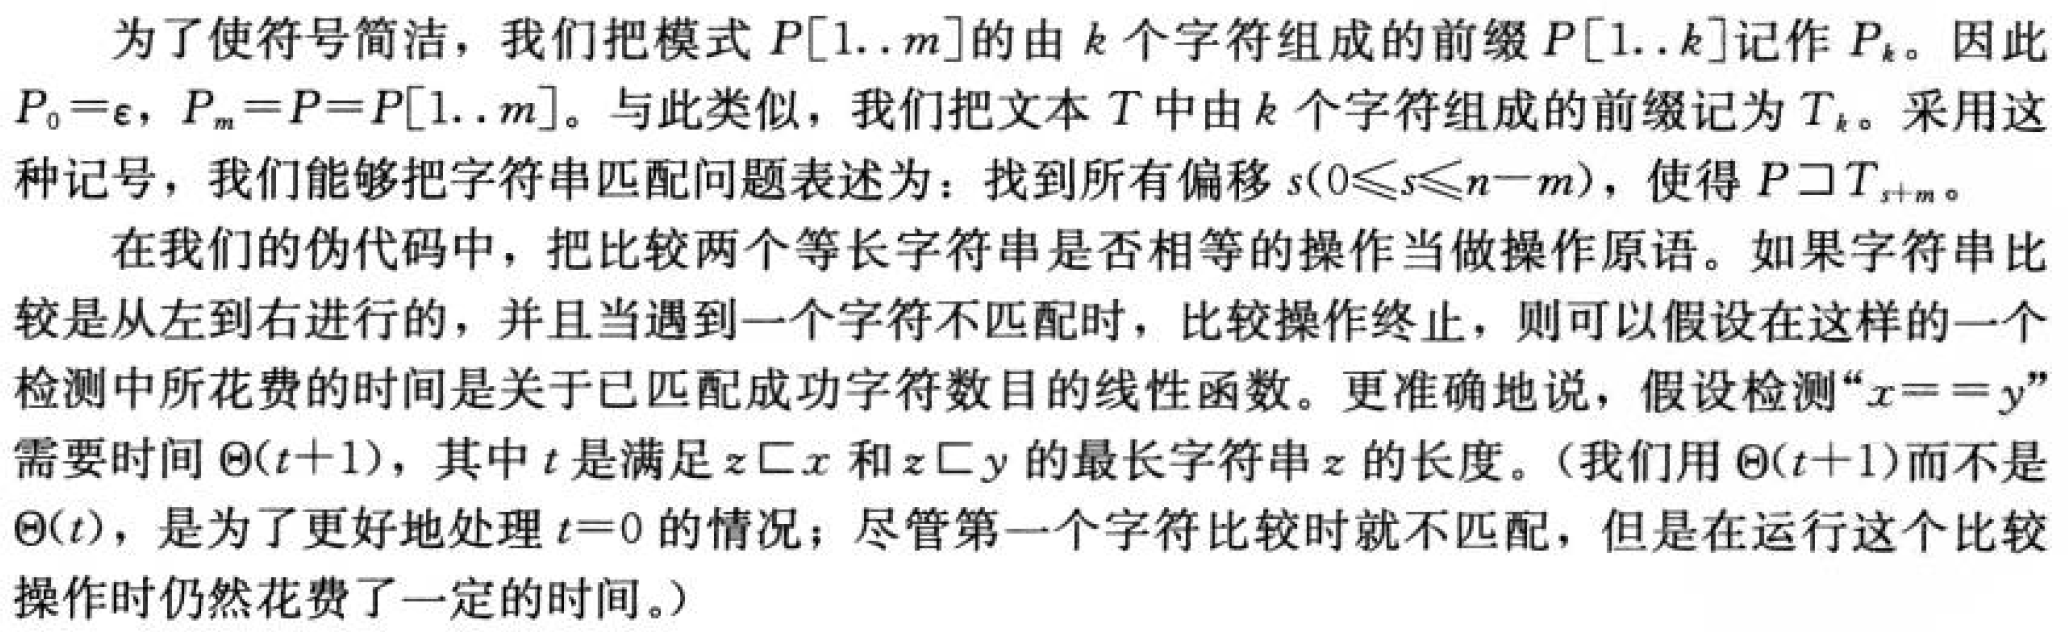 为了使符号简洁，我们把模式 P[1..m]的由 k 个字符组成的前缀 P[1..k]记作 Pₖ。因此
P₀=ε，Pₘ=P=P[1..m]。与此类似，我们把文本 T 中由 k 个字符组成的前缀记为 Tₖ。采用这
种记号，我们能够把字符串匹配问题表述为：找到所有偏移 s(0≤s≤n－m)，使得 P⊐Tₛ₊ₘ。
在我们的伪代码中，把比较两个等长字符串是否相等的操作当做操作原语。如果字符串比
较是从左到右进行的，并且当遇到一个字符不匹配时，比较操作终止，则可以假设在这样的一个
检测中所花费的时间是关于已匹配成功字符数目的线性函数。更准确地说，假设检测“x＝＝y”
需要时间 Θ(t＋1)，其中 t 是满足 z⊏x 和 z⊏y 的最长字符串 z 的长度。（我们用 Θ(t＋1)而不是
Θ(t)，是为了更好地处理 t=0 的情况；尽管第一个字符比较时就不匹配，但是在运行这个比较
操作时仍然花费了一定的时间。）